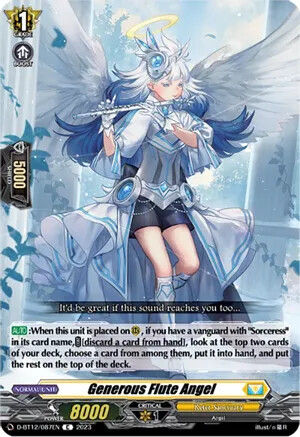 1
GRADE
BOOST
5000
SHIELD
It'd be great if this sound reaches you too...
AUTO:When this unit is placed on RC, if you have a vanguard with "Sorceress"
in its card name, [discard a card from hand], look at the top two cards
of your deck, choose a card from among them, put it into hand, and put
the rest on the top of the deck.
NORMAL UNIT
Generous Flute Angel
POWER 8000
CRITICAL 1
Keter Sanctuary
Angel
D-BT12/087EN C 2023
illust/